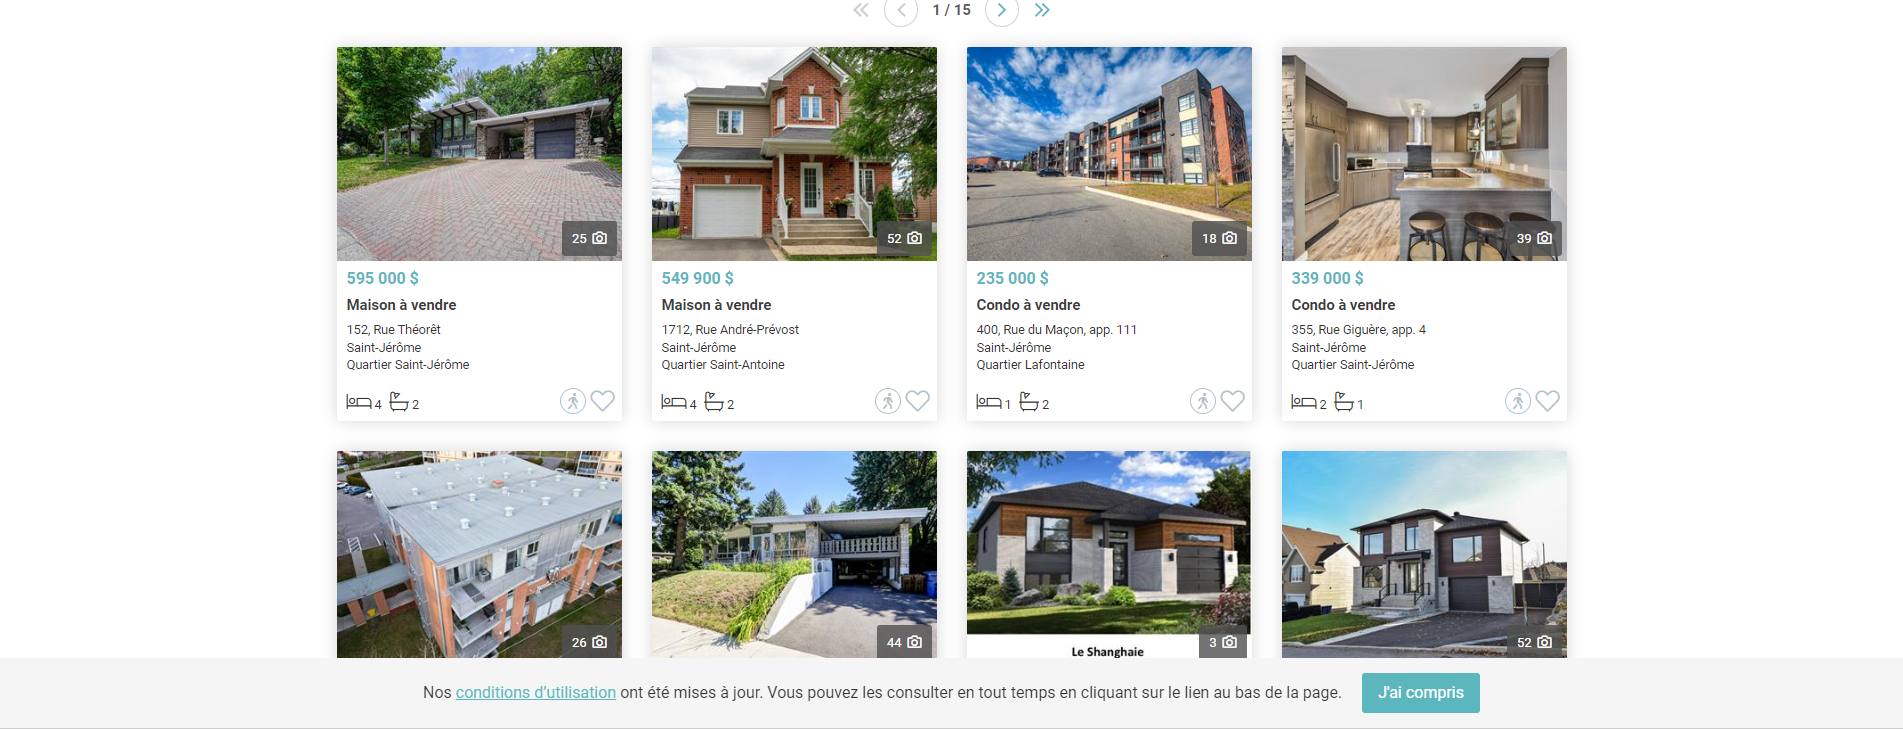 1 / 15
25
52
18
39
595 000 $
Maison à vendre
152, Rue Théorêt
Saint-Jérôme
Quartier Saint-Jérôme
4 2
549 900 $
Maison à vendre
1712, Rue André-Prévost
Saint-Jérôme
Quartier Saint-Antoine
4 2
235 000 $
Condo à vendre
400, Rue du Maçon, app. 111
Saint-Jérôme
Quartier Lafontaine
1 2
339 000 $
Condo à vendre
355, Rue Giguère, app. 4
Saint-Jérôme
Quartier Saint-Jérôme
2 1
26
44
3
Le Shanghaie
52
Nos conditions d’utilisation ont été mises à jour. Vous pouvez les consulter en tout temps en cliquant sur le lien au bas de la page.
J'ai compris